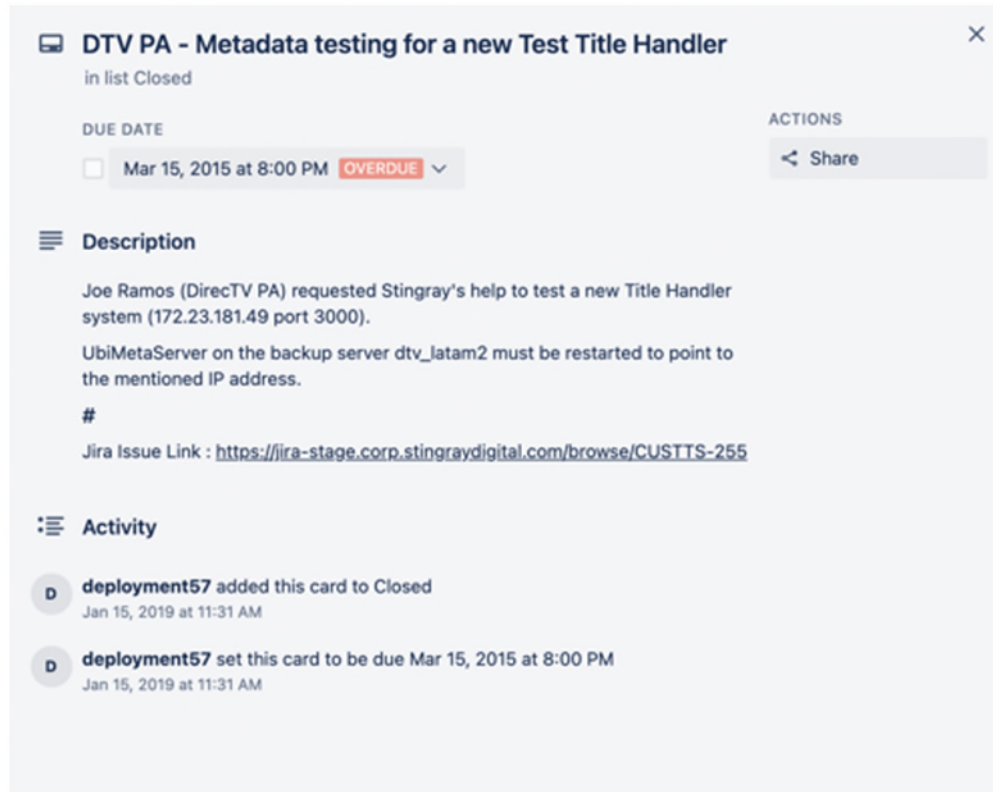 DTV PA - Metadata testing for a new Test Title Handler
in list Closed
DUE DATE
Mar 15, 2015 at 8:00 PM OVERDUE
ACTIONS
Share
Description
Joe Ramos (DirecTV PA) requested Stingray's help to test a new Title Handler
system (172.23.181.49 port 3000).
UbiMetaServer on the backup server dtv_latam2 must be restarted to point to
the mentioned IP address.
#
Jira Issue Link : https://jira-stage.corp.stingraydigital.com/browse/CUSTTS-255
Activity
D
deployment57 added this card to Closed
Jan 15, 2019 at 11:31 AM
D
deployment57 set this card to be due Mar 15, 2015 at 8:00 PM
Jan 15, 2019 at 11:31 AM